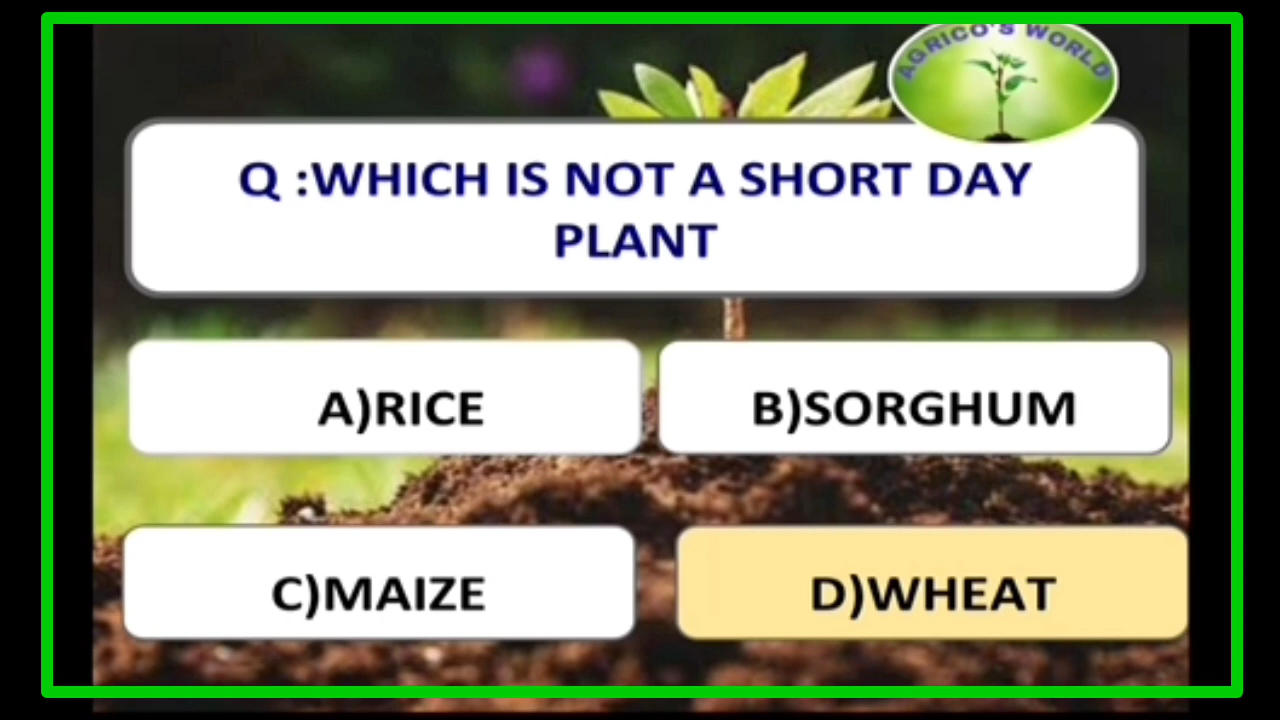 AGRICO'S WORLD
Q :WHICH IS NOT A SHORT DAY
PLANT
A)RICE
B)SORGHUM
C)MAIZE
D)WHEAT